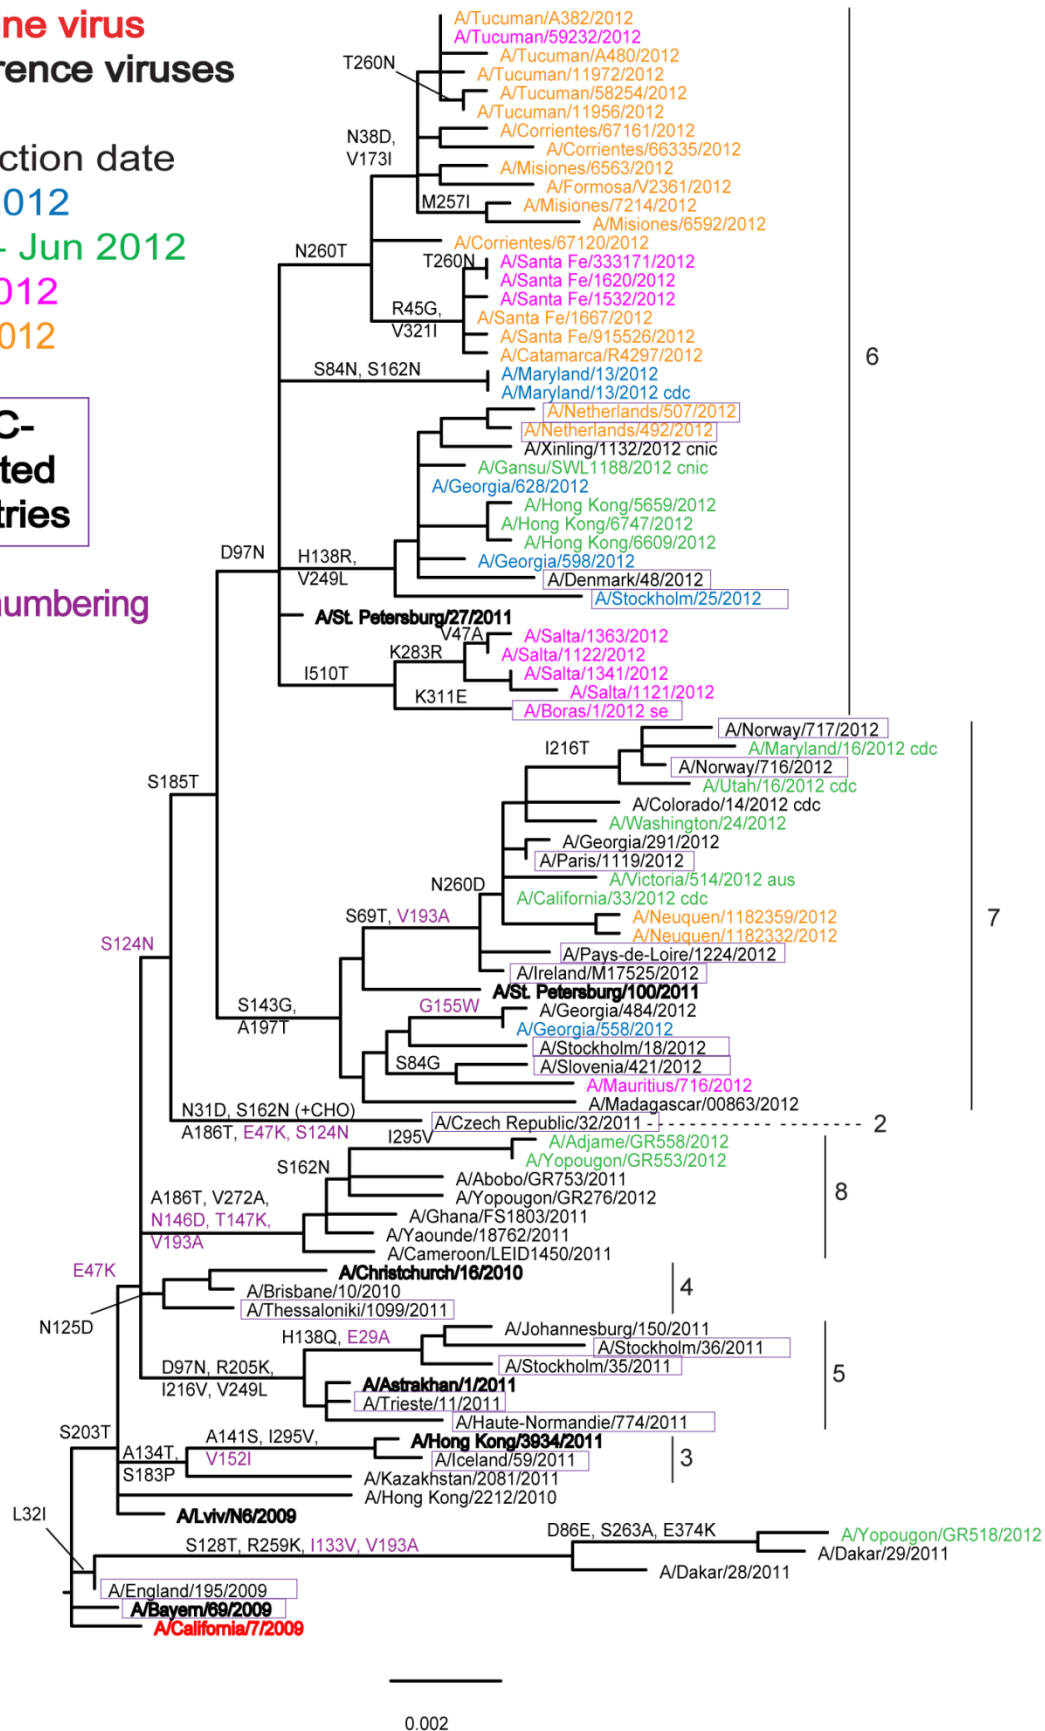 ine virus
rence viruses
ction date
2012
- Jun 2012
2012
2012
C-
ted
tries
numbering
A/Tucuman/A382/2012
A/Tucuman/59232/2012
A/Tucuman/A480/2012
T260N
A/Tucuman/11972/2012
A/Tucuman/58254/2012
A/Tucuman/11956/2012
N38D,
V173I
A/Corrientes/67161/2012
A/Corrientes/66335/2012
A/Misiones/6563/2012
A/Formosa/V2361/2012
M257I
A/Misiones/7214/2012
A/Misiones/6592/2012
N260T
A/Corrientes/67120/2012
T260N
A/Santa Fe/333171/2012
A/Santa Fe/1620/2012
A/Santa Fe/1532/2012
R45G,
V321I
A/Santa Fe/1667/2012
A/Santa Fe/915526/2012
A/Catamarca/R4297/2012
6
S84N, S162N
A/Maryland/13/2012
A/Maryland/13/2012 cdc
A/Netherlands/507/2012
A/Netherlands/492/2012
A/Xinling/1132/2012 cnic
A/Gansu/SWL1188/2012 cnic
A/Georgia/628/2012
A/Hong Kong/5659/2012
A/Hong Kong/6747/2012
A/Hong Kong/6609/2012
D97N
H138R,
V249L
A/Georgia/598/2012
A/Denmark/48/2012
A/Stockholm/25/2012
A/St. Petersburg/27/2011
V47A
A/Salta/1363/2012
K283R
A/Salta/1122/2012
I510T
A/Salta/1341/2012
A/Salta/1121/2012
K311E
A/Boras/1/2012 se
A/Norway/717/2012
I216T
A/Maryland/16/2012 cdc
A/Norway/716/2012
S185T
A/Utah/16/2012 cdc
A/Colorado/14/2012 cdc
A/Washington/24/2012
A/Georgia/291/2012
A/Paris/1119/2012
N260D
A/Victoria/514/2012 aus
A/California/33/2012 cdc
S69T, V193A
A/Neuquen/1182359/2012
A/Neuquen/1182332/2012
7
S124N
A/Pays-de-Loire/1224/2012
A/Ireland/M17525/2012
A/St. Petersburg/100/2011
S143G,
A197T
G155W
A/Georgia/484/2012
A/Georgia/558/2012
A/Stockholm/18/2012
S84G
A/Slovenia/421/2012
A/Mauritius/716/2012
A/Madagascar/00863/2012
N31D, S162N (+CHO)
A186T, E47K, S124N
A/Czech Republic/32/2011
2
I295V
A/Adjame/GR558/2012
A/Yopougon/GR553/2012
S162N
A/Abobo/GR753/2011
A/Yopougon/GR276/2012
8
A186T, V272A,
N146D, T147K,
V193A
A/Ghana/FS1803/2011
A/Yaounde/18762/2011
A/Cameroon/LEID1450/2011
E47K
A/Christchurch/16/2010
A/Brisbane/10/2010
4
A/Thessaloniki/1099/2011
N125D
H138Q, E29A
A/Johannesburg/150/2011
A/Stockholm/36/2011
A/Stockholm/35/2011
D97N, R205K,
I216V, V249L
5
A/Astrakhan/1/2011
A/Trieste/11/2011
A/Haute-Normandie/774/2011
S203T
A134T,
S183P
A141S, I295V,
V152I
A/Hong Kong/3934/2011
A/Iceland/59/2011
3
A/Kazakhstan/2081/2011
A/Hong Kong/2212/2010
A/Lviv/N6/2009
L32I
D86E, S263A, E374K
A/Yopougon/GR518/2012
S128T, R259K, I133V, V193A
A/Dakar/29/2011
A/Dakar/28/2011
A/England/195/2009
A/Bayern/69/2009
A/California/7/2009
0.002